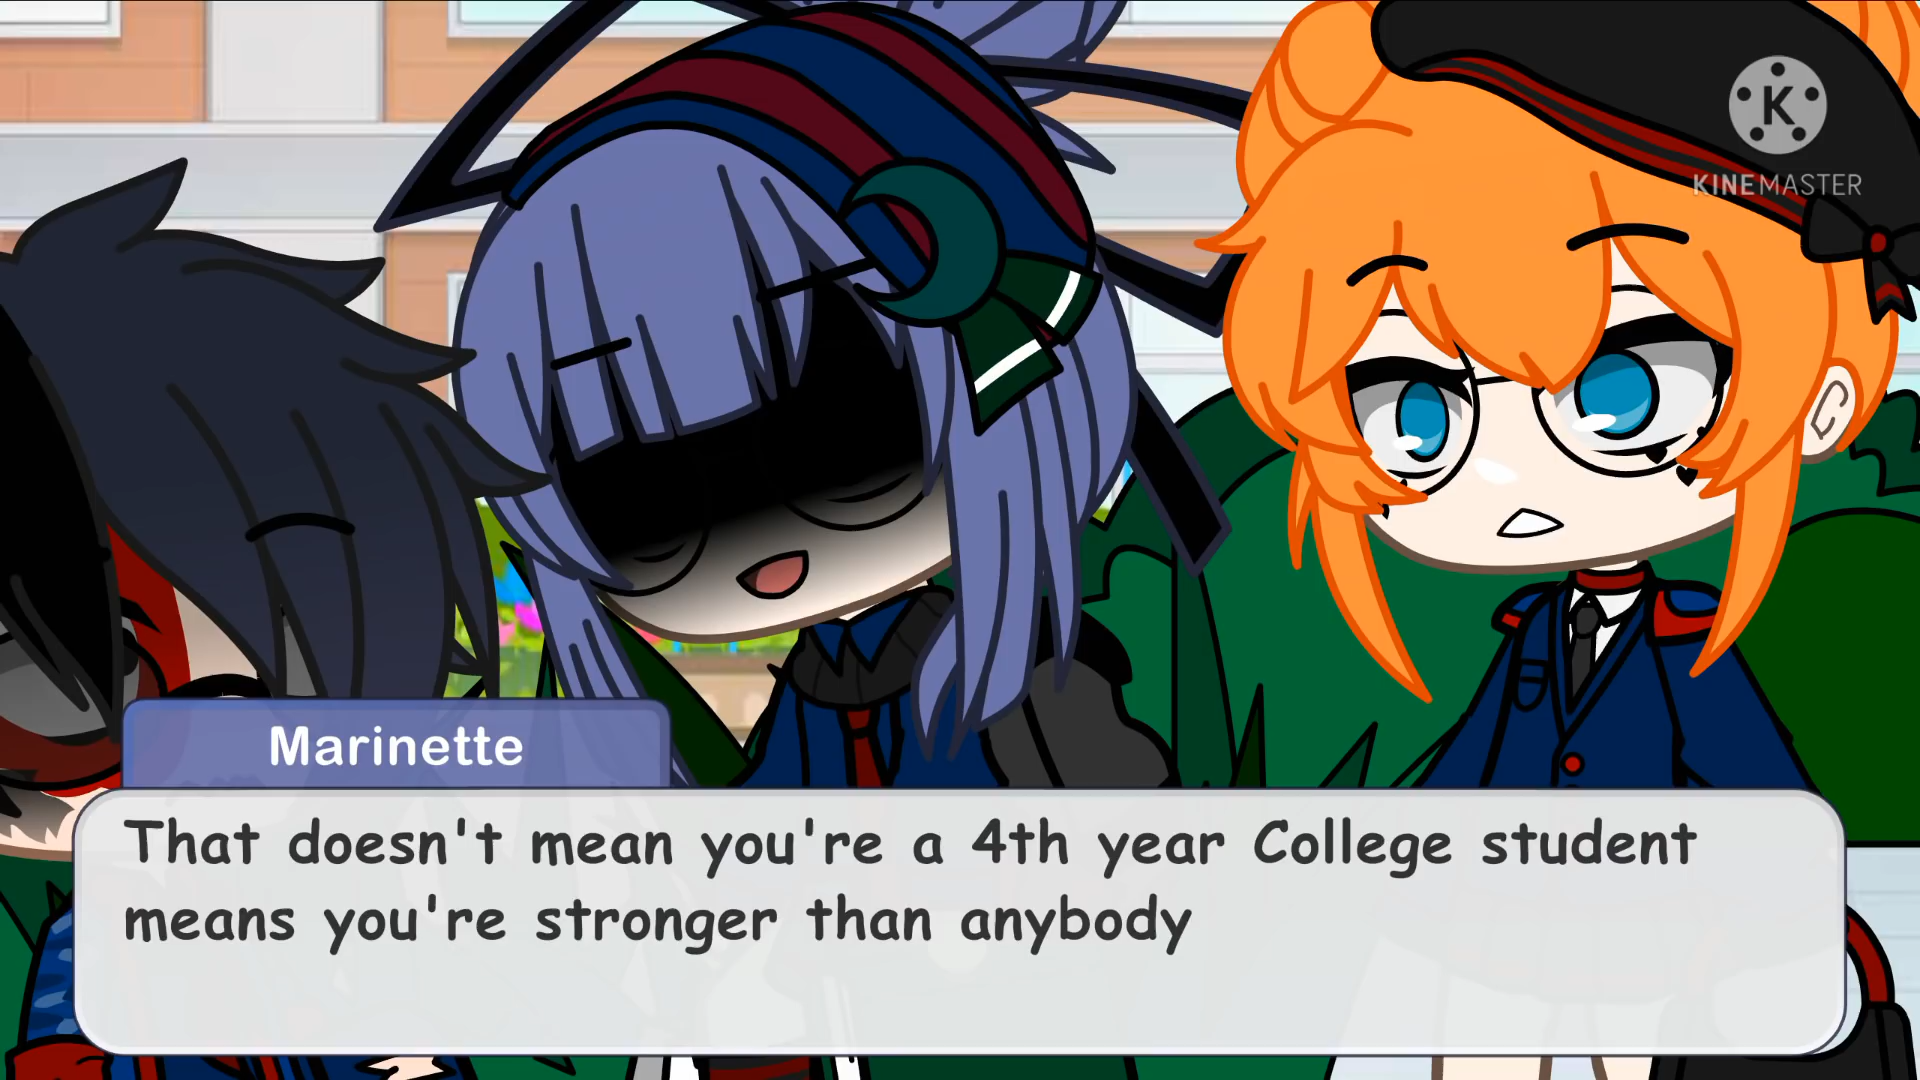 K
KINEMASTER
Marinette
That doesn't mean you're a 4th year College student
means you're stronger than anybody